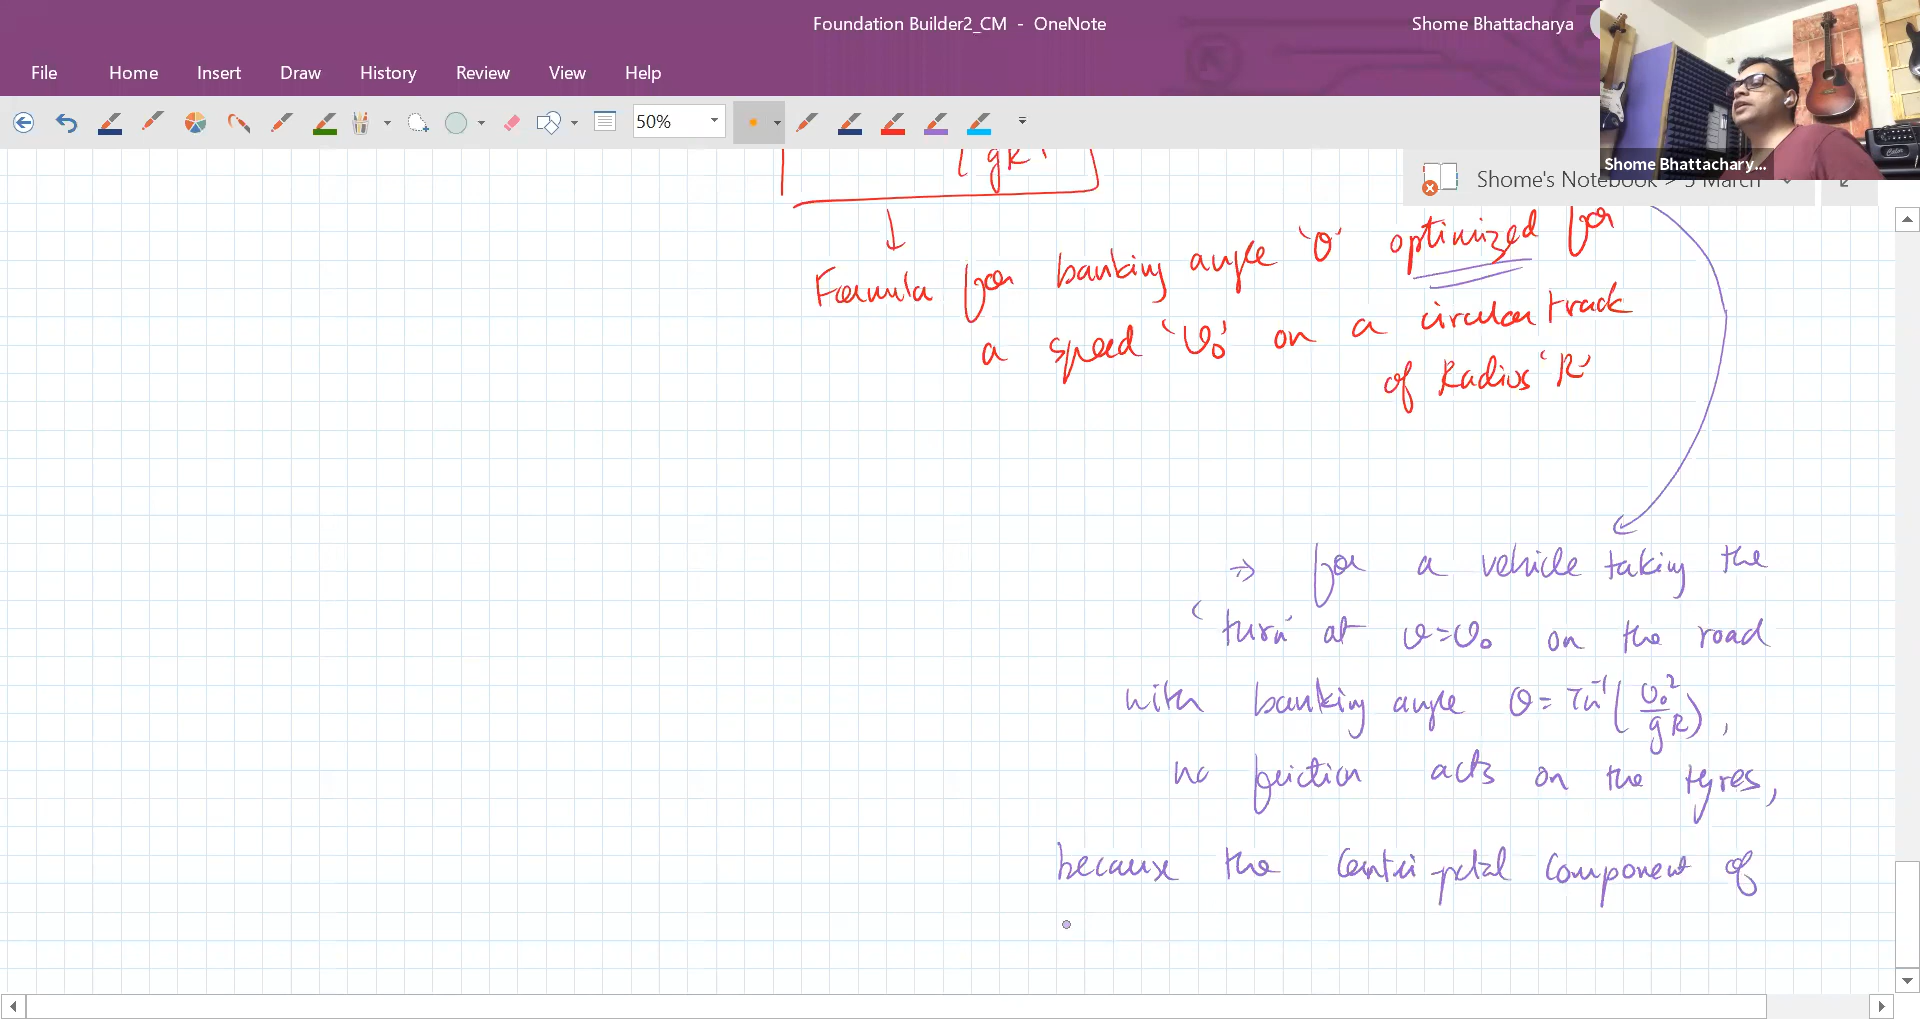 Foundation Builder2_CM - OneNote
Shome Bhattacharya
File Home Insert Draw History Review View Help
50%
Shome Bhattachary...
Shome's Notebook > 5 March
gR
Formula for banking angle 'θ' optimized for
a speed 'v₀' on a circular track
of Radius 'R'
→ for a vehicle taking the
'turn' at v=v₀ on the road
with banking angle θ = Tan⁻¹(v₀²/gR),
no friction acts on the tyres,
because the centripetal component of